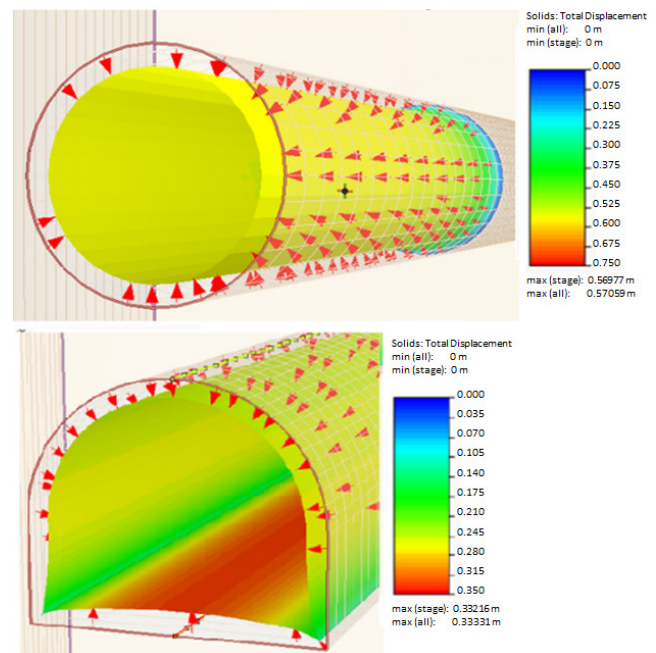 Solids: Total Displacement
min (all): 0 m
min (stage): 0 m
0.000
0.075
0.150
0.225
0.300
0.375
0.450
0.525
0.600
0.675
0.750
max (stage): 0.56977 m
max (all): 0.57059 m
Solids: Total Displacement
min (all): 0 m
min (stage): 0 m
0.000
0.035
0.070
0.105
0.140
0.175
0.210
0.245
0.280
0.315
0.350
max (stage): 0.33216 m
max (all): 0.33331 m